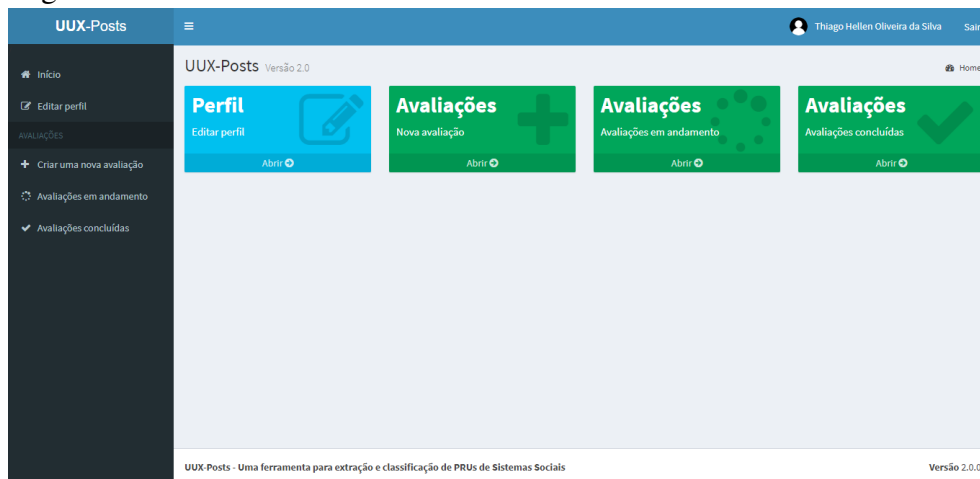 UUX-Posts
Thiago Hellen Oliveira da Silva Sair
Início
Editar perfil
AVALIAÇÕES
Criar uma nova avaliação
Avaliações em andamento
Avaliações concluídas
UUX-Posts Versão 2.0
Home
Perfil
Editar perfil
Abrir
Avaliações
Nova avaliação
Abrir
Avaliações
Avaliações em andamento
Abrir
Avaliações
Avaliações concluídas
Abrir
UUX-Posts - Uma ferramenta para extração e classificação de PRUs de Sistemas Sociais
Versão 2.0.0